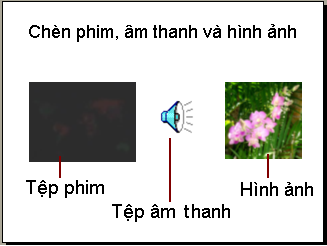 Chèn phim, âm thanh và hình ảnh
Tệp phim
Tệp âm thanh
Hình ảnh